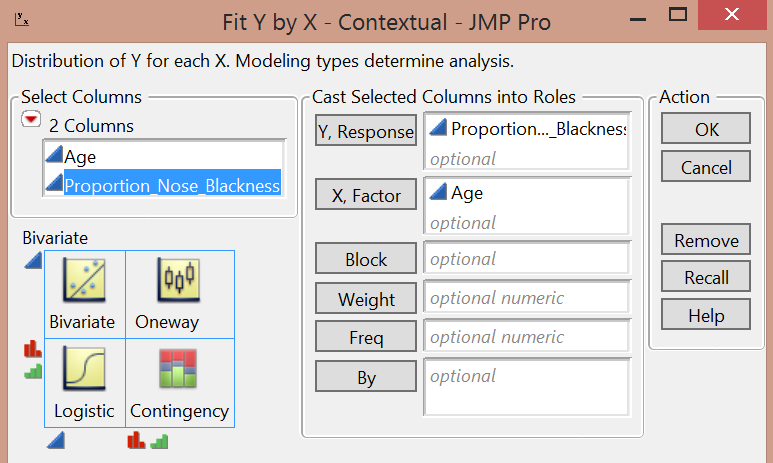 Fit Y by X - Contextual - JMP Pro
Distribution of Y for each X. Modeling types determine analysis.
Select Columns
2 Columns
Age
Proportion_Nose_Blackness
Bivariate
Bivariate
Oneway
Logistic
Contingency
Cast Selected Columns into Roles
Y, Response
Proportion..._Blackness
optional
X, Factor
Age
optional
Block
optional
Weight
optional numeric
Freq
optional numeric
By
optional
Action
OK
Cancel
Remove
Recall
Help